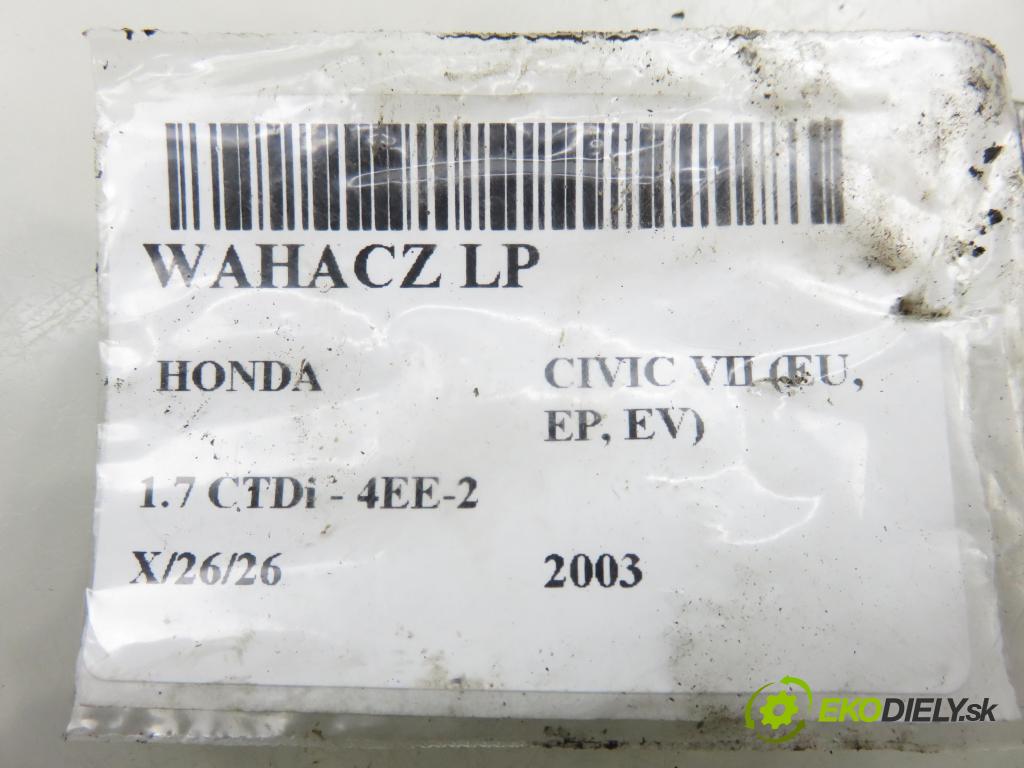 WAHACZ LP
HONDA
CIVIC VII (EU,
EP, EV)
1.7 CTDi - 4EE-2
X/26/26
2003
EKODIELY.sk